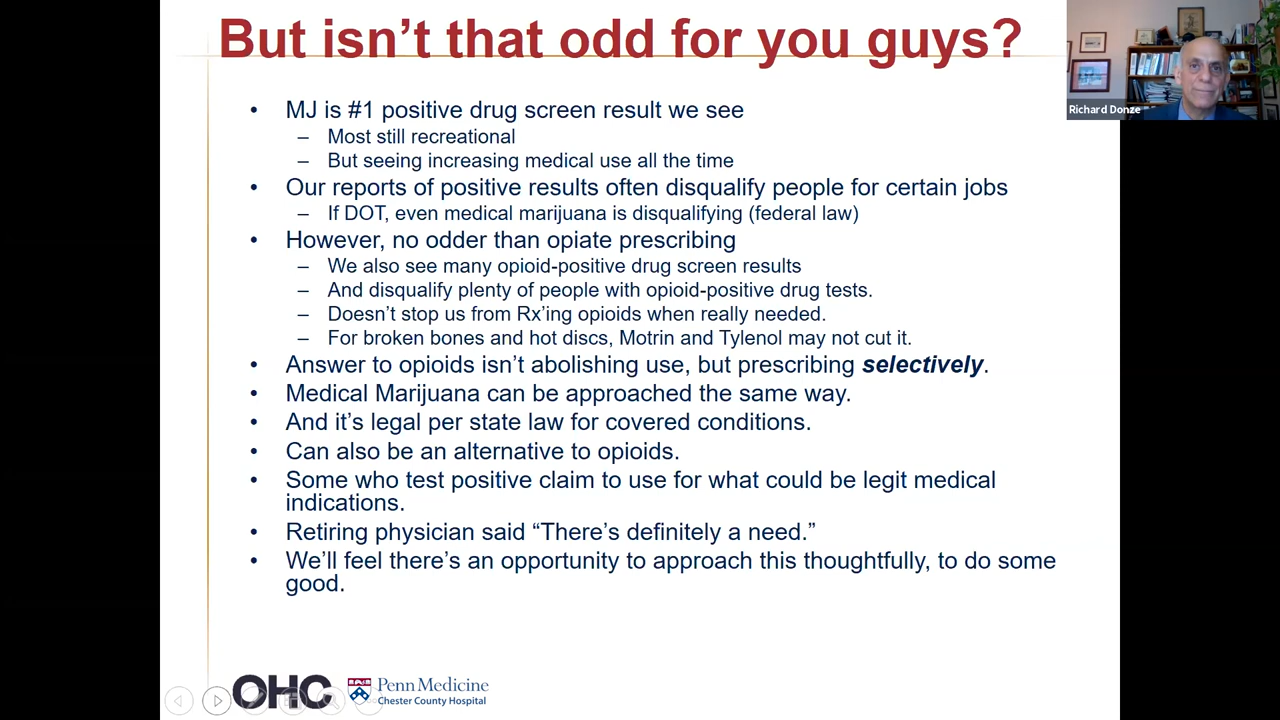 But isn’t that odd for you guys?
Richard Donze
• MJ is #1 positive drug screen result we see
– Most still recreational
– But seeing increasing medical use all the time
• Our reports of positive results often disqualify people for certain jobs
– If DOT, even medical marijuana is disqualifying (federal law)
• However, no odder than opiate prescribing
– We also see many opioid-positive drug screen results
– And disqualify plenty of people with opioid-positive drug tests.
– Doesn’t stop us from Rx’ing opioids when really needed.
– For broken bones and hot discs, Motrin and Tylenol may not cut it.
• Answer to opioids isn’t abolishing use, but prescribing selectively.
• Medical Marijuana can be approached the same way.
• And it’s legal per state law for covered conditions.
• Can also be an alternative to opioids.
• Some who test positive claim to use for what could be legit medical
indications.
• Retiring physician said “There’s definitely a need.”
• We’ll feel there’s an opportunity to approach this thoughtfully, to do some
good.
OHC
Penn Medicine
Chester County Hospital